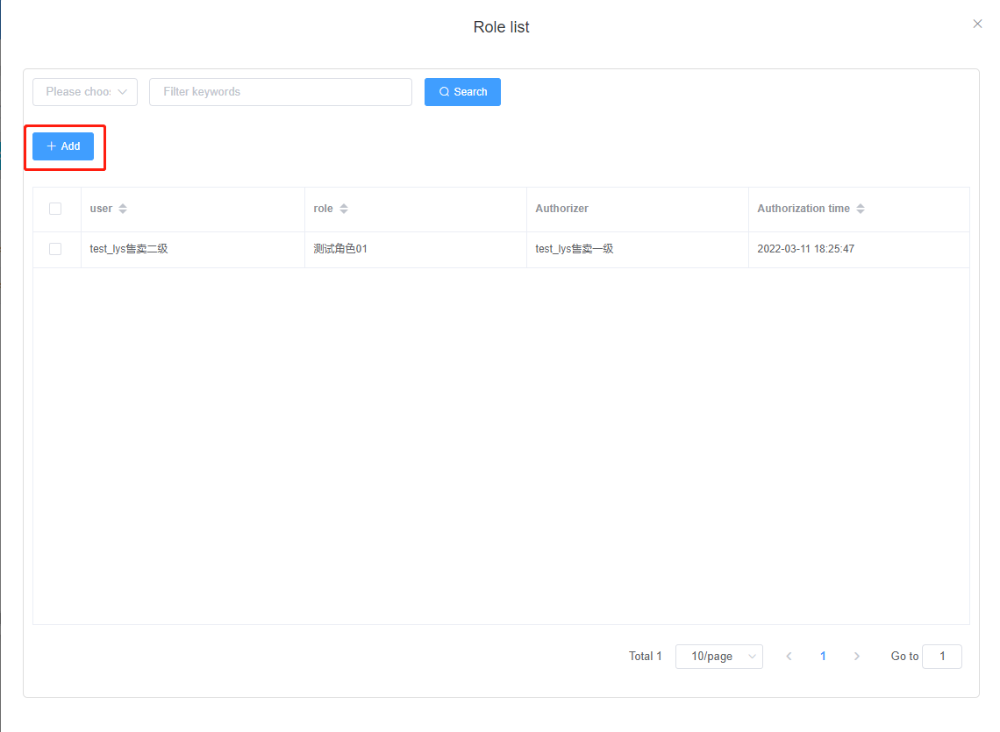 Role list
Please choo
Filter keywords
Search
Add
user
role
Authorizer
Authorization time
test_lys售卖二级
测试角色01
test_lys售卖一级
2022-03-11 18:25:47
Total 1
10/page
1
Go to
1